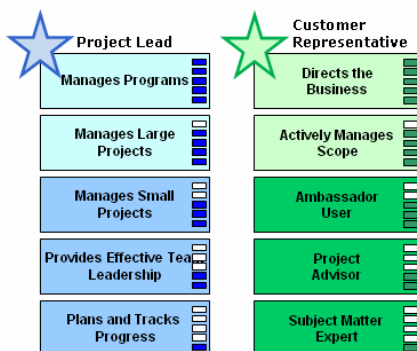 Project Lead
Manages Programs
Manages Large
Projects
Manages Small
Projects
Provides Effective Team
Leadership
Plans and Tracks
Progress
Customer
Representative
Directs the
Business
Actively Manages
Scope
Ambassador
User
Project
Advisor
Subject Matter
Expert